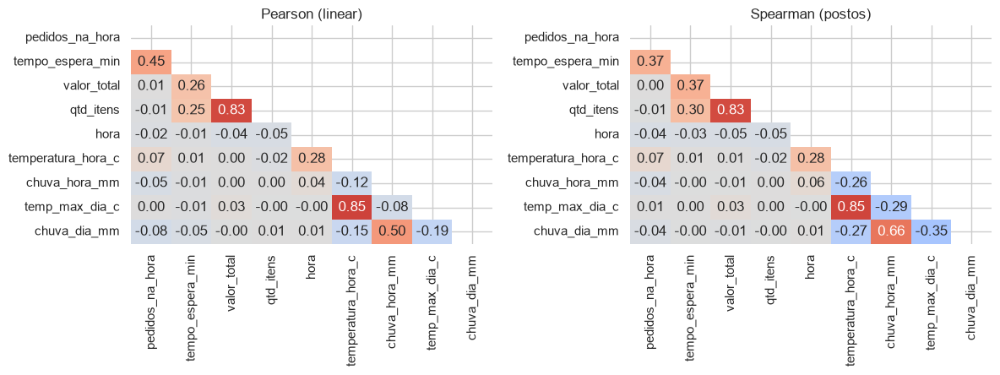 Pearson (linear)
pedidos_na_hora
tempo_espera_min 0.45
valor_total 0.01 0.26
qtd_itens -0.01 0.25 0.83
hora -0.02 -0.01 -0.04 -0.05
temperatura_hora_c 0.07 0.01 0.00 -0.02 0.28
chuva_hora_mm -0.05 -0.01 0.00 0.00 0.04 -0.12
temp_max_dia_c 0.00 -0.01 0.03 -0.00 -0.00 0.85 -0.08
chuva_dia_mm -0.08 -0.05 -0.00 0.01 0.01 -0.15 0.50 -0.19
pedidos_na_hora
tempo_espera_min
valor_total
qtd_itens
hora
temperatura_hora_c
chuva_hora_mm
temp_max_dia_c
chuva_dia_mm
Spearman (postos)
pedidos_na_hora
tempo_espera_min 0.37
valor_total 0.00 0.37
qtd_itens -0.01 0.30 0.83
hora -0.04 -0.03 -0.05 -0.05
temperatura_hora_c 0.07 0.01 0.01 -0.02 0.28
chuva_hora_mm -0.04 -0.00 -0.01 0.00 0.06 -0.26
temp_max_dia_c 0.01 0.00 0.03 0.00 -0.00 0.85 -0.29
chuva_dia_mm -0.04 -0.00 -0.01 -0.00 0.01 -0.27 0.66 -0.35
pedidos_na_hora
tempo_espera_min
valor_total
qtd_itens
hora
temperatura_hora_c
chuva_hora_mm
temp_max_dia_c
chuva_dia_mm